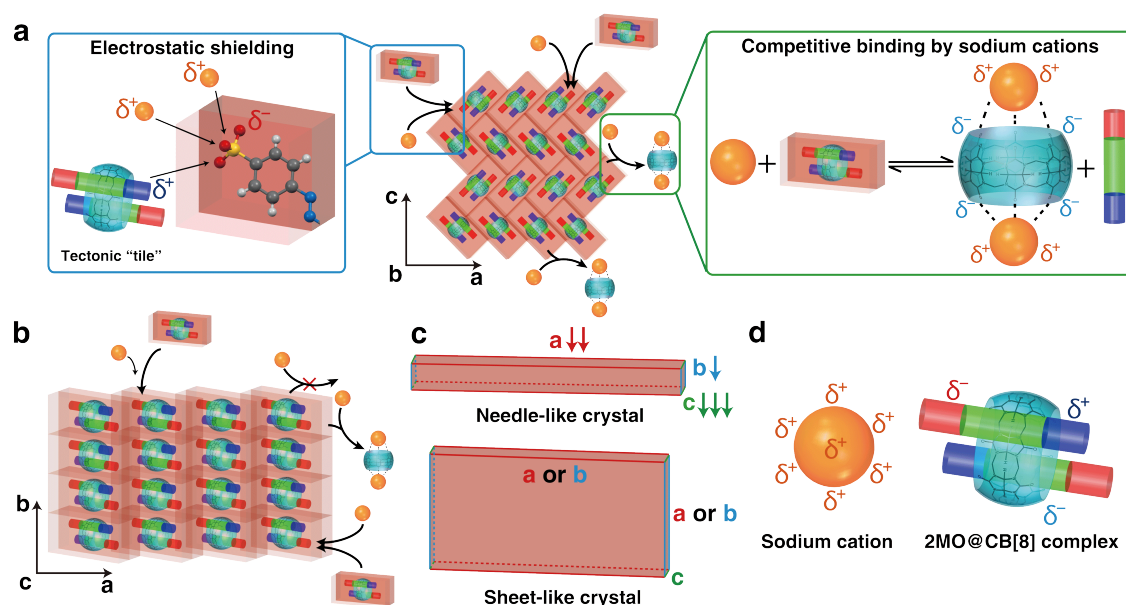 a
Electrostatic shielding
δ+
δ+
δ−
δ+
Tectonic “tile”
c
b
a
Competitive binding by sodium cations
δ+
δ+
δ−
δ−
+
+
δ−
δ−
δ+
δ+
b
b
c
a
c
a
b
c
Needle-like crystal
a or b
a or b
c
Sheet-like crystal
d
δ+
δ+
δ+
δ+
δ+
δ+
δ+
Sodium cation
δ−
δ+
δ−
2MO@CB[8] complex